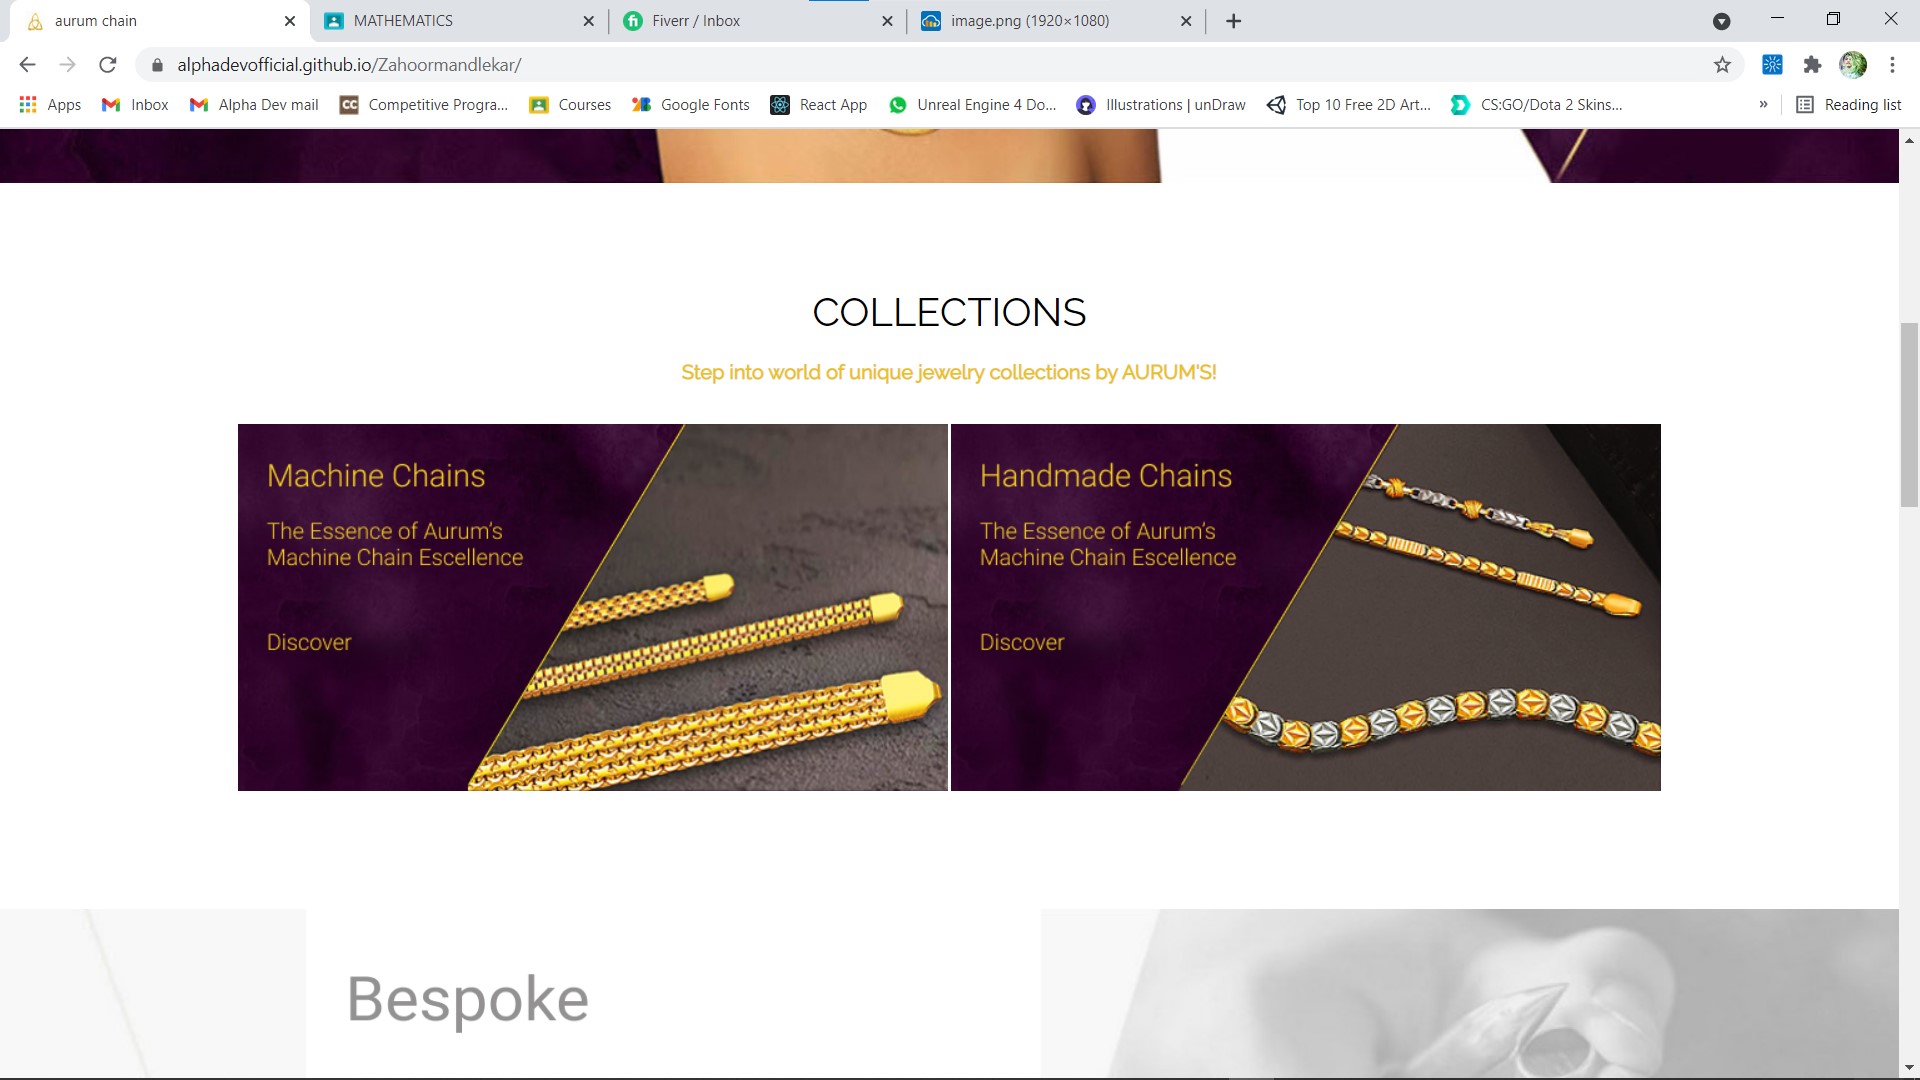 aurum chain
MATHEMATICS
Fiverr / Inbox
image.png (1920×1080)
alphadevofficial.github.io/Zahoormandlekar/
Apps
Inbox
Alpha Dev mail
CC
Competitive Progra...
Courses
Google Fonts
React App
Unreal Engine 4 Do...
Illustrations | unDraw
Top 10 Free 2D Art...
CS:GO/Dota 2 Skins...
»
Reading list
COLLECTIONS
Step into world of unique jewelry collections by AURUM'S!
Machine Chains
The Essence of Aurum's
Machine Chain Escellence
Discover
Handmade Chains
The Essence of Aurum's
Machine Chain Escellence
Discover
Bespoke